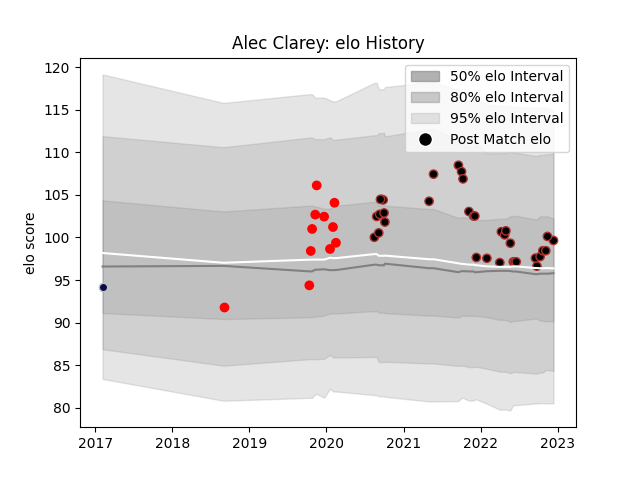 Alec Clarey: elo History
50% elo Interval
80% elo Interval
95% elo Interval
Post Match elo
elo score
120
115
110
105
100
95
90
85
80
2017 2018 2019 2020 2021 2022 2023